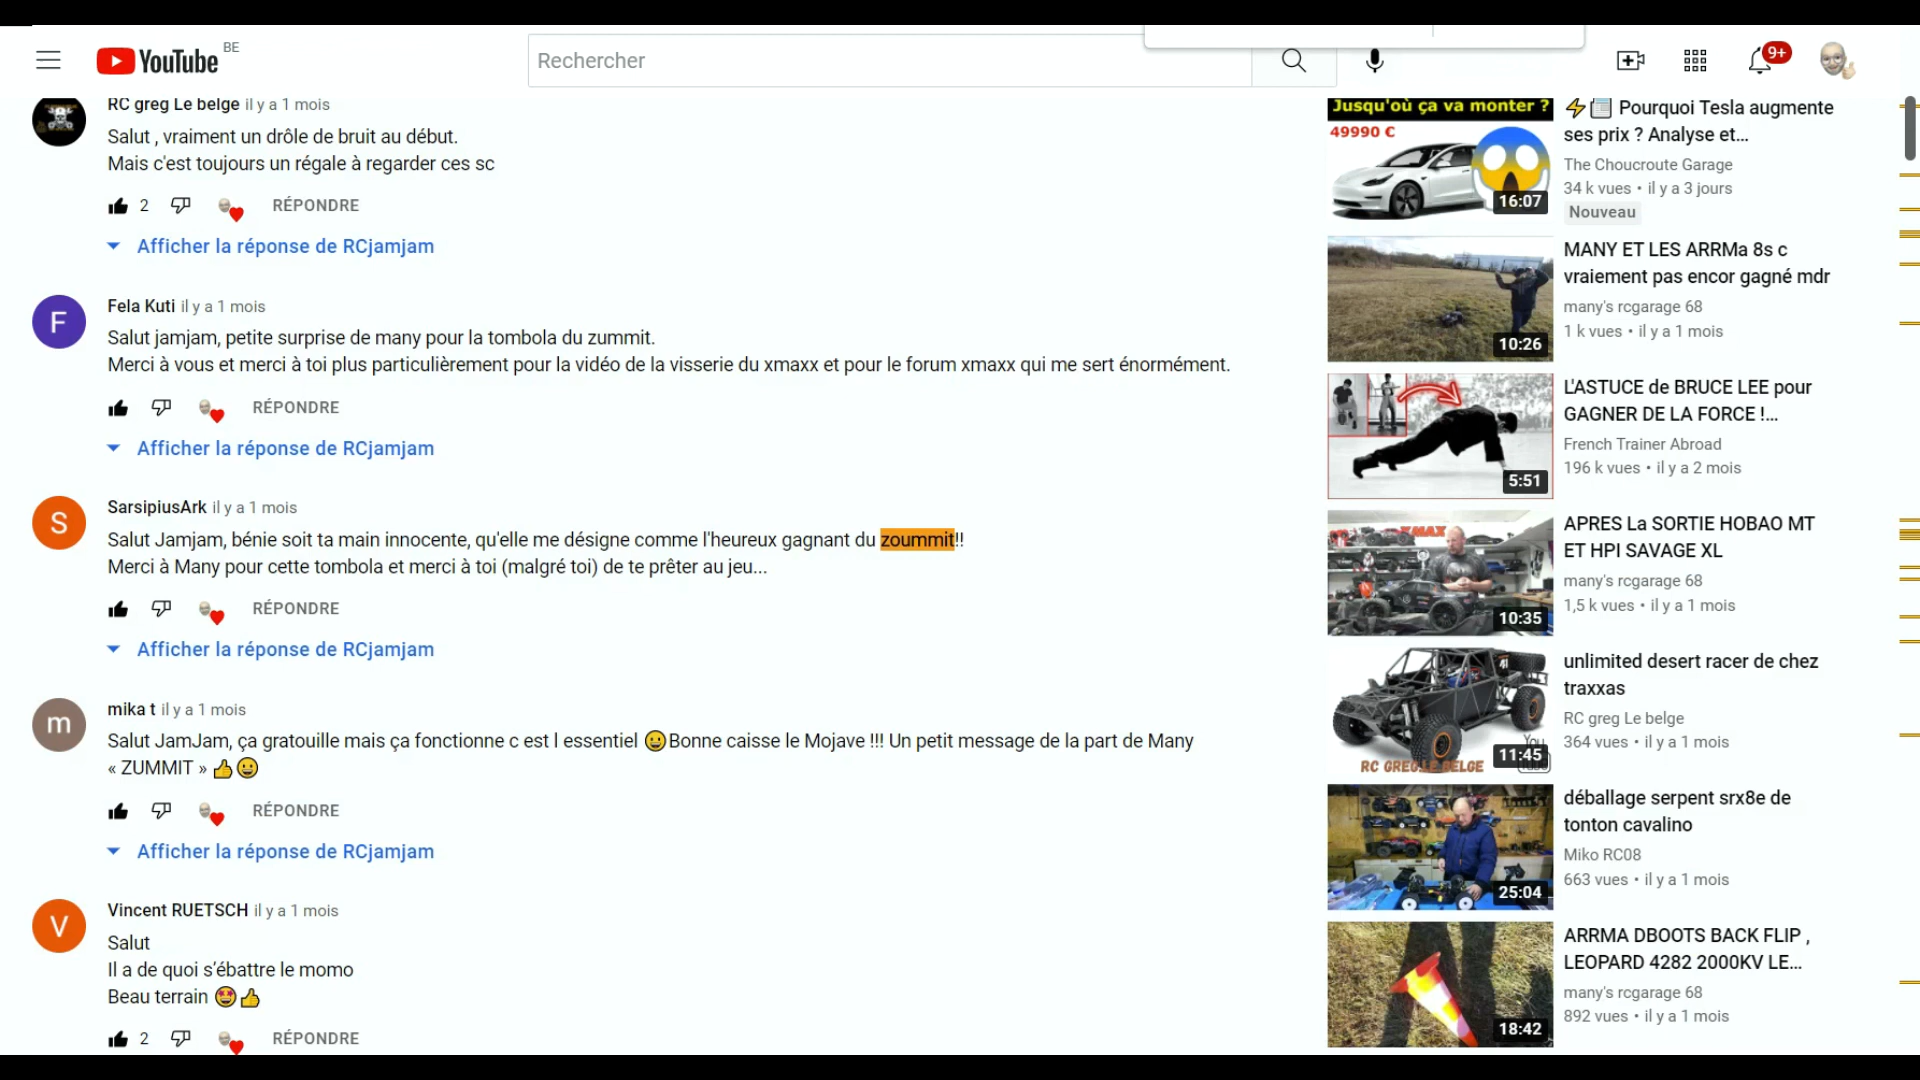 YouTube BE
Rechercher
9+
RC greg Le belge il y a 1 mois
Salut , vraiment un drôle de bruit au début.
Mais c'est toujours un régale à regarder ces sc
2
RÉPONDRE
Afficher la réponse de RCjamjam
F
Fela Kuti il y a 1 mois
Salut jamjam, petite surprise de many pour la tombola du zummit.
Merci à vous et merci à toi plus particulièrement pour la vidéo de la visserie du xmaxx et pour le forum xmaxx qui me sert énormément.
RÉPONDRE
Afficher la réponse de RCjamjam
S
SarsipiusArk il y a 1 mois
Salut Jamjam, bénie soit ta main innocente, qu'elle me désigne comme l'heureux gagnant du zoummit!!
Merci à Many pour cette tombola et merci à toi (malgré toi) de te prêter au jeu...
RÉPONDRE
Afficher la réponse de RCjamjam
m
mika t il y a 1 mois
Salut JamJam, ça gratouille mais ça fonctionne c est l essentiel 😀Bonne caisse le Mojave !!! Un petit message de la part de Many
« ZUMMIT » 👍😀
RÉPONDRE
Afficher la réponse de RCjamjam
V
Vincent RUETSCH il y a 1 mois
Salut
Il a de quoi s’ébattre le momo
Beau terrain 🤩👍
2
RÉPONDRE
Jusqu'où ça va monter ?
49990 €
16:07
⚡📰 Pourquoi Tesla augmente
ses prix ? Analyse et...
The Choucroute Garage
34 k vues • il y a 3 jours
Nouveau
10:26
MANY ET LES ARRMa 8s c
vraiment pas encor gagné mdr
many's rcgarage 68
1 k vues • il y a 1 mois
5:51
L'ASTUCE de BRUCE LEE pour
GAGNER DE LA FORCE !...
French Trainer Abroad
196 k vues • il y a 2 mois
10:35
APRES La SORTIE HOBAO MT
ET HPI SAVAGE XL
many's rcgarage 68
1,5 k vues • il y a 1 mois
RC GREG LE BELGE
11:45
unlimited desert racer de chez
traxxas
RC greg Le belge
364 vues • il y a 1 mois
25:04
déballage serpent srx8e de
tonton cavalino
Miko RC08
663 vues • il y a 1 mois
18:42
ARRMA DBOOTS BACK FLIP ,
LEOPARD 4282 2000KV LE...
many's rcgarage 68
892 vues • il y a 1 mois